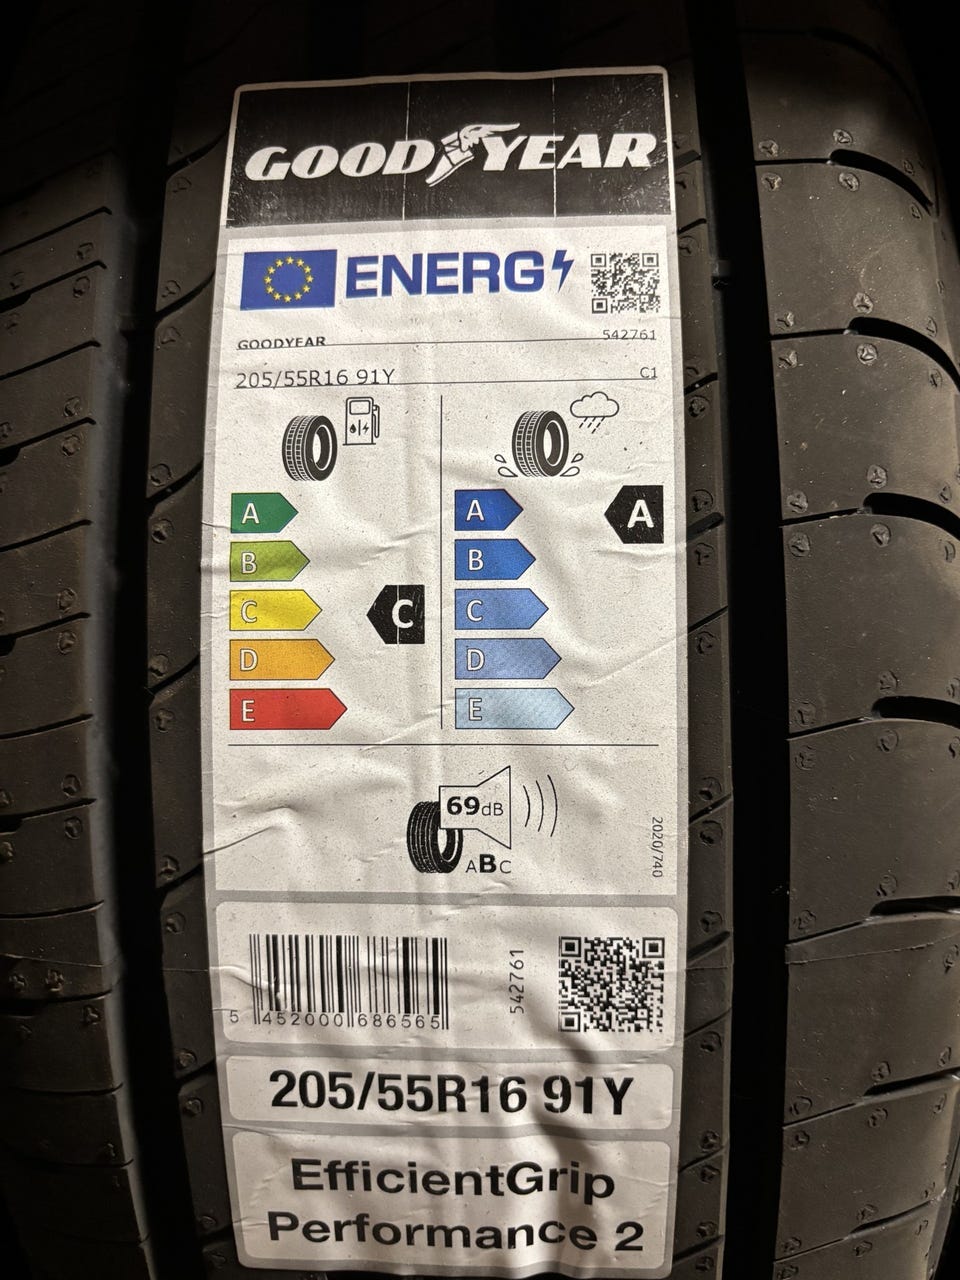 GOODYEAR
ENERG
GOODYEAR 542761
205/55R16 91Y C1
A A A
B B
C C C
D D
E E
69dB
ABC
2020/740
5 452000 686565
542761
205/55R16 91Y
EfficientGrip
Performance 2